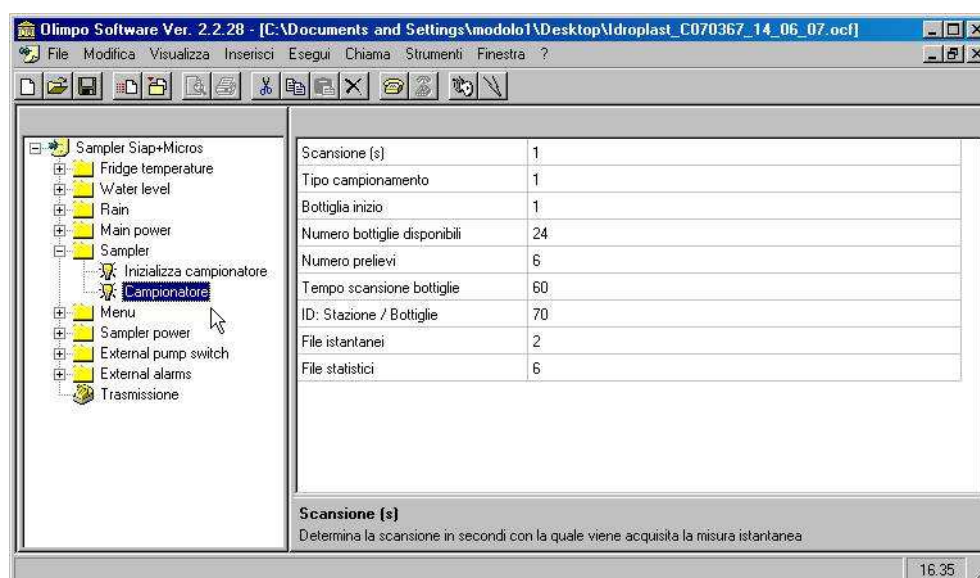 Olimpo Software Ver. 2.2.28 - [C:\Documents and Settings\modolo1\Desktop\Idroplast_C070367_14_06_07.ocf]
File Modifica Visualizza Inserisci Esegui Chiama Strumenti Finestra ?
Sampler Siap+Micros
Fridge temperature
Water level
Rain
Main power
Sampler
Inizializza campionatore
Campionatore
Menu
Sampler power
External pump switch
External alarms
Trasmissione
Scansione (s) 1
Tipo campionamento 1
Bottiglia inizio 1
Numero bottiglie disponibili 24
Numero prelievi 6
Tempo scansione bottiglie 60
ID: Stazione / Bottiglie 70
File istantanei 2
File statistici 6
Scansione (s)
Determina la scansione in secondi con la quale viene acquisita la misura istantanea
16.35